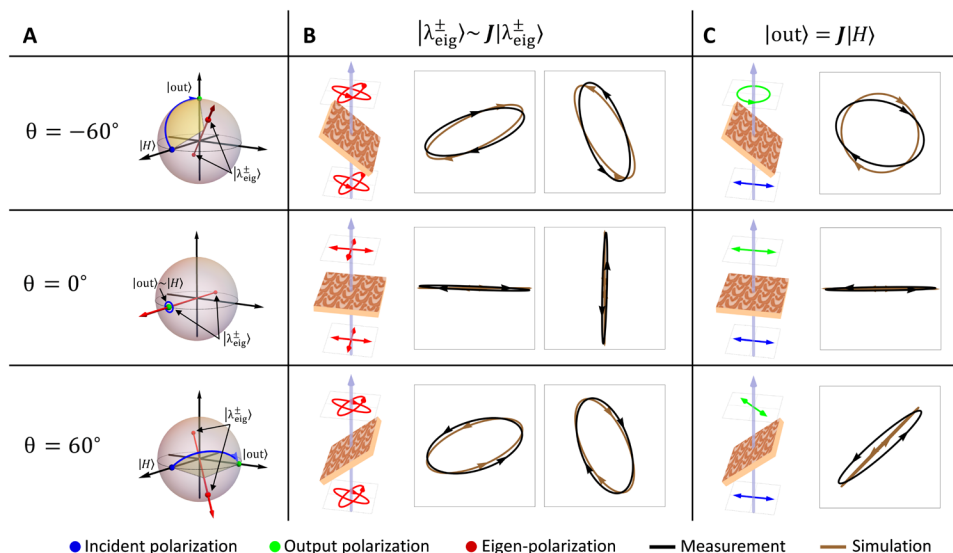 A
B
|λ±eig⟩ ~ J|λ±eig⟩
C
|out⟩ = J|H⟩
θ = −60°
|out⟩
|H⟩
|λ±eig⟩
θ = 0°
|out⟩~|H⟩
|λ±eig⟩
θ = 60°
|λ±eig⟩
|H⟩
|out⟩
Incident polarization
Output polarization
Eigen-polarization
Measurement
Simulation